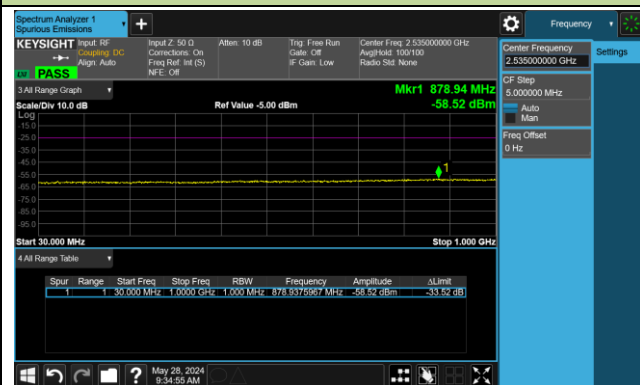 Spectrum Analyzer 1
Spurious Emissions
Frequency
KEYSIGHT
Input: RF
Coupling: DC
Align: Auto
Input Z: 50 Ω
Corrections: On
Freq Ref: Int (S)
NFE: Off
Atten: 10 dB
Trig: Free Run
Gate: Off
IF Gain: Low
Center Freq: 2.535000000 GHz
Avg|Hold: 100/100
Radio Std: None
PASS
Center Frequency
2.535000000 GHz
Settings
CF Step
5.000000 MHz
Auto
Man
Freq Offset
0 Hz
3 All Range Graph
Mkr1 878.94 MHz
Scale/Div 10.0 dB
Ref Value -5.00 dBm
-58.52 dBm
Log
-15.0
-25.0
-35.0
-45.0
-55.0
-65.0
-75.0
-85.0
-95.0
1
Start 30.000 MHz
Stop 1.000 GHz
4 All Range Table
Spur Range Start Freq Stop Freq RBW Frequency Amplitude ΔLimit
1 1 30.000 MHz 1.0000 GHz 1.000 MHz 878.9375967 MHz -58.52 dBm -33.52 dB
?
May 28, 2024
9:34:55 AM